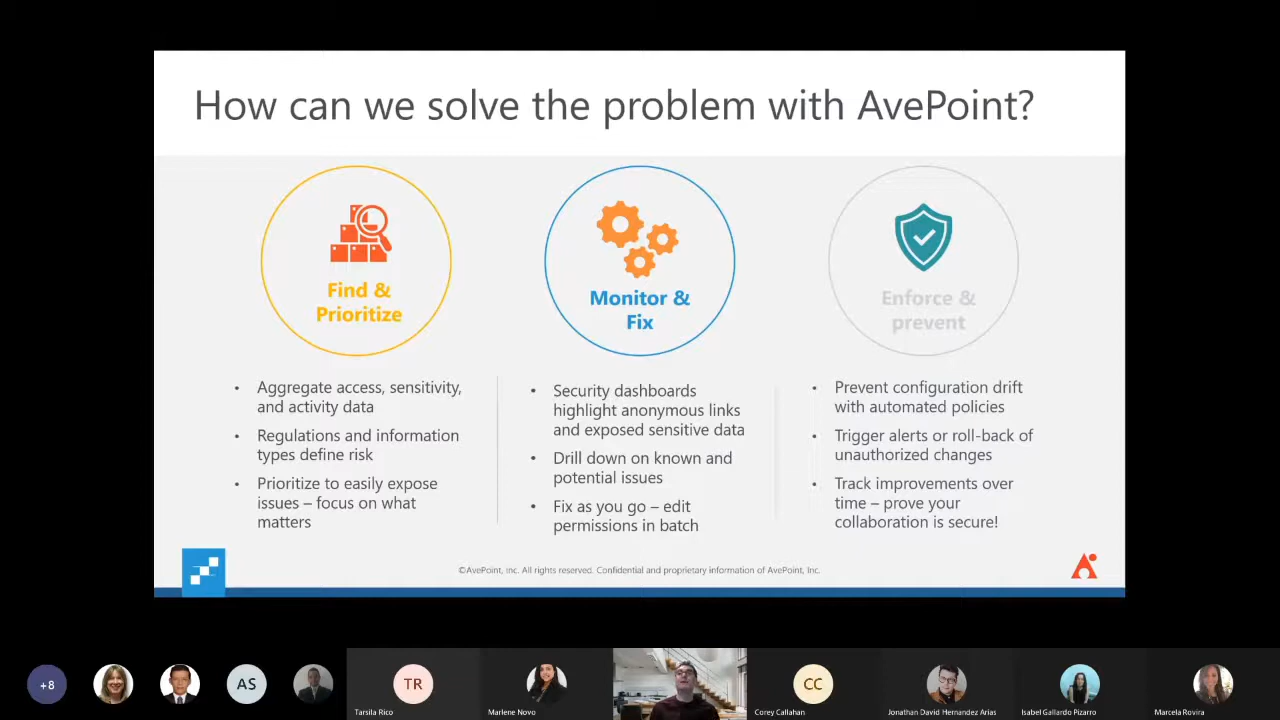 How can we solve the problem with AvePoint?
Find &
Prioritize
Monitor &
Fix
Enforce &
prevent
• Aggregate access, sensitivity,
and activity data
• Regulations and information
types define risk
• Prioritize to easily expose
issues – focus on what
matters
• Security dashboards
highlight anonymous links
and exposed sensitive data
• Drill down on known and
potential issues
• Fix as you go – edit
permissions in batch
• Prevent configuration drift
with automated policies
• Trigger alerts or roll-back of
unauthorized changes
• Track improvements over
time – prove your
collaboration is secure!
©AvePoint, Inc. All rights reserved. Confidential and proprietary information of AvePoint, Inc.
+8
AS
TR
CC
Tarsila Rico
Marlene Novo
Corey Callahan
Jonathan David Hernandez Arias
Isabel Gallardo Pizarro
Marcela Rovira